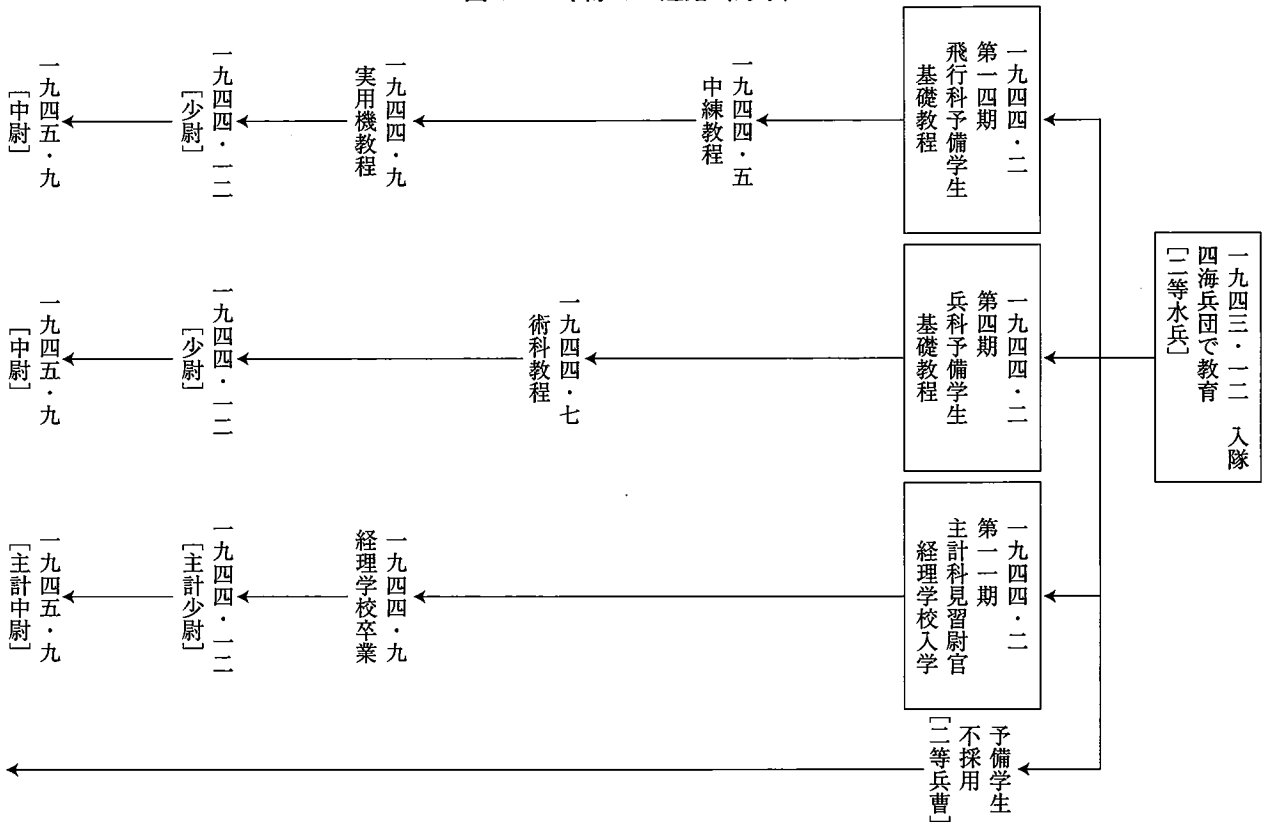 一九四三・一二　入隊
四海兵団で教育
［二等水兵］
一九四四・二
第一四期
飛行科予備学生
基礎教程
一九四四・五
中練教程
一九四四・九
実用機教程
一九四四・一二
［少尉］
一九四五・九
［中尉］
一九四四・二
第四期
兵科予備学生
基礎教程
一九四四・七
術科教程
一九四四・一二
［少尉］
一九四五・九
［中尉］
一九四四・二
第一一期
主計科見習尉官
経理学校入学
一九四四・九
経理学校卒業
一九四四・一二
［主計少尉］
一九四五・九
［主計中尉］
予備学生
不採用
［二等兵曹］